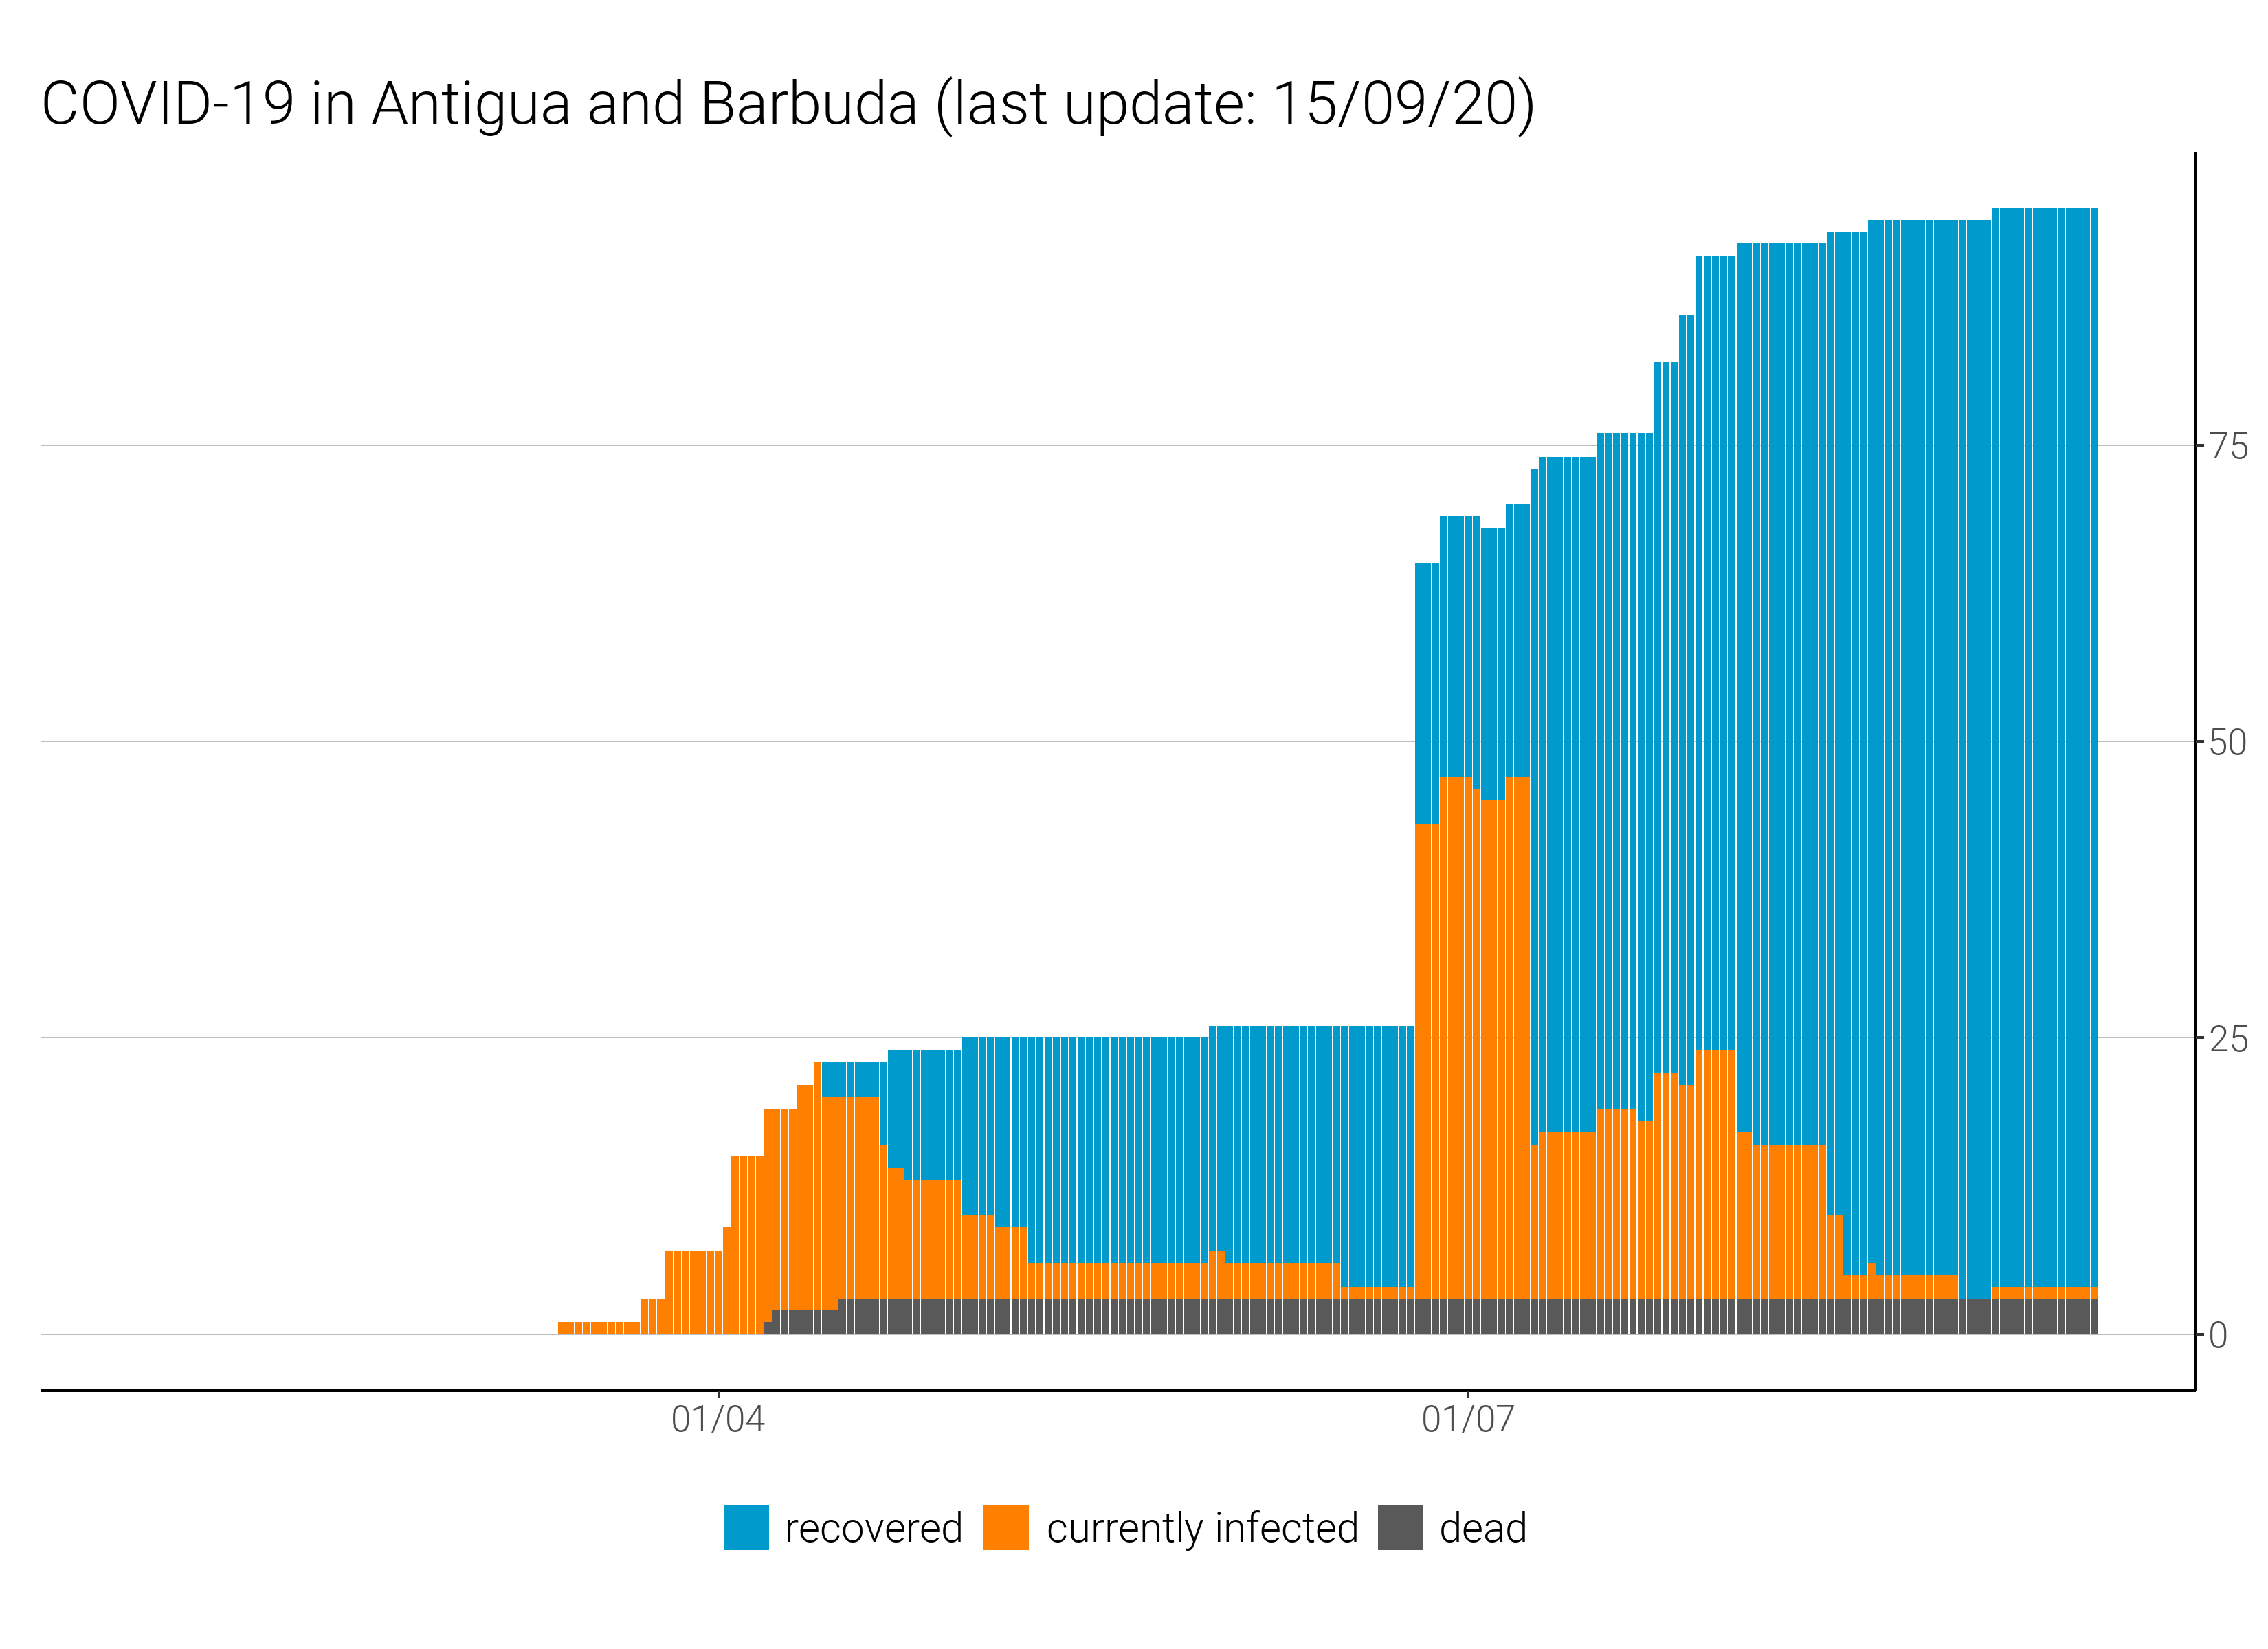 COVID-19 in Antigua and Barbuda (last update: 15/09/20)
75
50
25
0
01/04 01/07
recovered currently infected dead